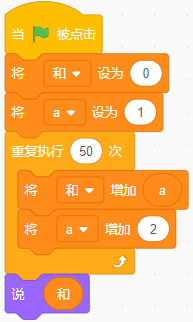 当 被点击
将 和 设为 0
将 a 设为 1
重复执行 50 次
将 和 增加 a
将 a 增加 2
说 和